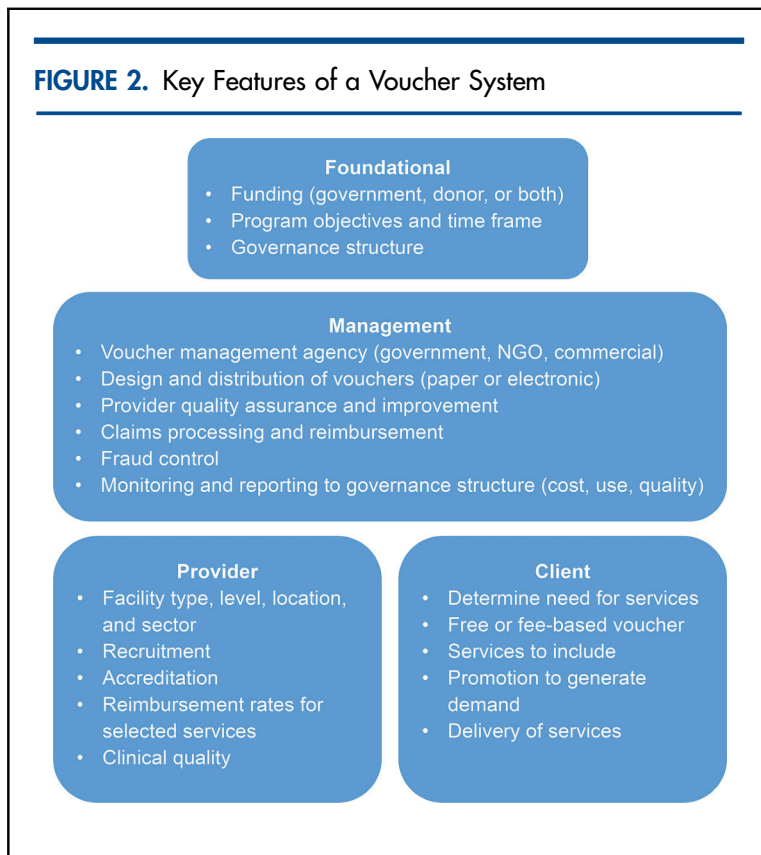 FIGURE 2. Key Features of a Voucher System
Foundational
• Funding (government, donor, or both)
• Program objectives and time frame
• Governance structure
Management
• Voucher management agency (government, NGO, commercial)
• Design and distribution of vouchers (paper or electronic)
• Provider quality assurance and improvement
• Claims processing and reimbursement
• Fraud control
• Monitoring and reporting to governance structure (cost, use, quality)
Provider
• Facility type, level, location,
and sector
• Recruitment
• Accreditation
• Reimbursement rates for
selected services
• Clinical quality
Client
• Determine need for services
• Free or fee-based voucher
• Services to include
• Promotion to generate
demand
• Delivery of services